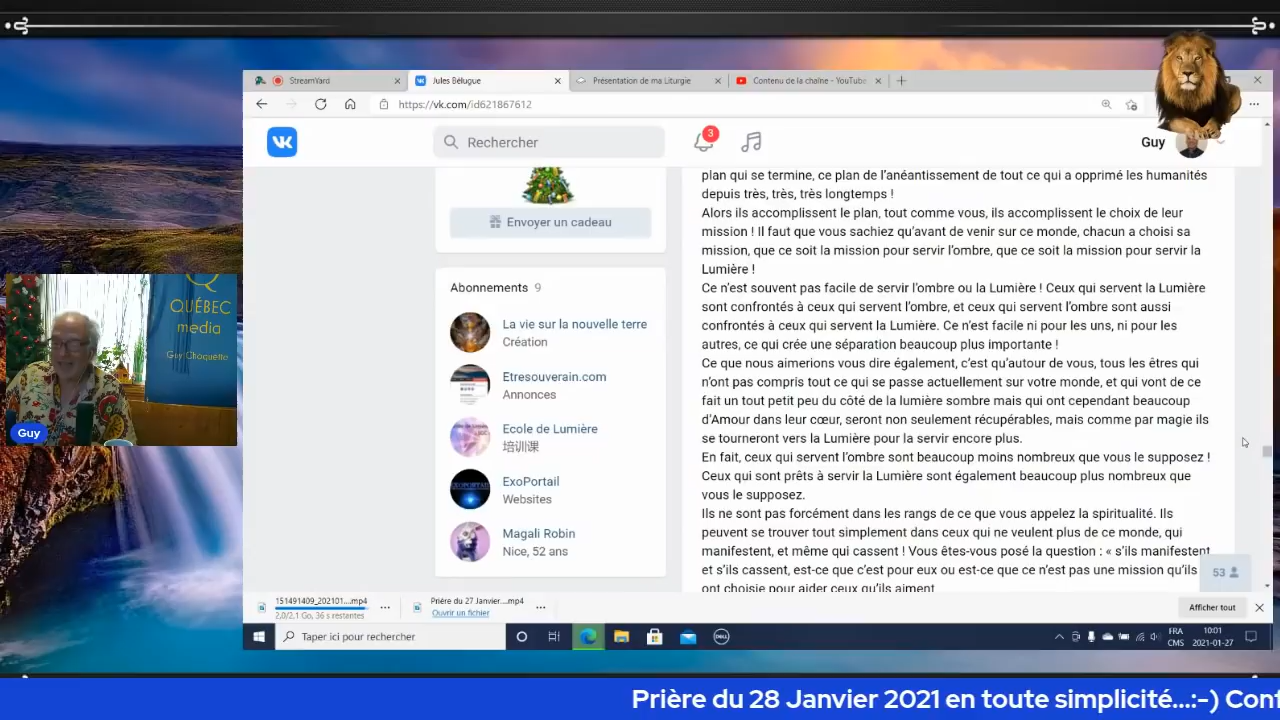 StreamYard
Jules Bélugue
Présentation de ma Liturgie
Contenu de la chaîne - YouTube
https://vk.com/id621867612
Rechercher
3
Guy
Envoyer un cadeau
Abonnements 9
La vie sur la nouvelle terre
Création
Etresouverain.com
Annonces
Ecole de Lumière
培训课
ExoPortail
Websites
Magali Robin
Nice, 52 ans
plan qui se termine, ce plan de l'anéantissement de tout ce qui a opprimé les humanités
depuis très, très, très longtemps !
Alors ils accomplissent le plan, tout comme vous, ils accomplissent le choix de leur
mission ! Il faut que vous sachiez qu'avant de venir sur ce monde, chacun a choisi sa
mission, que ce soit la mission pour servir l'ombre, que ce soit la mission pour servir la
Lumière !
Ce n'est souvent pas facile de servir l'ombre ou la Lumière ! Ceux qui servent la Lumière
sont confrontés à ceux qui servent l'ombre, et ceux qui servent l'ombre sont aussi
confrontés à ceux qui servent la Lumière. Ce n'est facile ni pour les uns, ni pour les
autres, ce qui crée une séparation beaucoup plus importante !
Ce que nous aimerions vous dire également, c'est qu'autour de vous, tous les êtres qui
n'ont pas compris tout ce qui se passe actuellement sur votre monde, et qui vont de ce
fait un tout petit peu du côté de la lumière sombre mais qui ont cependant beaucoup
d'Amour dans leur cœur, seront non seulement récupérables, mais comme par magie ils
se tourneront vers la Lumière pour la servir encore plus.
En fait, ceux qui servent l'ombre sont beaucoup moins nombreux que vous le supposez !
Ceux qui sont prêts à servir la Lumière sont également beaucoup plus nombreux que
vous le supposez.
Ils ne sont pas forcément dans les rangs de ce que vous appelez la spiritualité. Ils
peuvent se trouver tout simplement dans ceux qui ne veulent plus de ce monde, qui
manifestent, et même qui cassent ! Vous êtes-vous posé la question : « s'ils manifestent
et s'ils cassent, est-ce que c'est pour eux ou est-ce que ce n'est pas une mission qu'ils
ont choisie pour aider ceux qu'ils aiment
53
QUÉBEC
media
Guy Choquette
Guy
151491409_202101....mp4
2,0/2,1 Go, 36 s restantes
Prière du 27 Janvier....mp4
Ouvrir un fichier
Afficher tout
Taper ici pour rechercher
DELL
FRA
CMS
10:01
2021-01-27
Prière du 28 Janvier 2021 en toute simplicité...:-) Cont